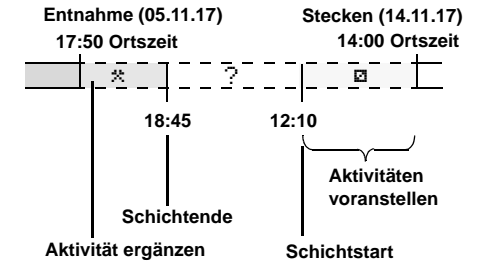 Entnahme (05.11.17)
17:50 Ortszeit
Stecken (14.11.17)
14:00 Ortszeit
?
18:45
12:10
Aktivitäten
voranstellen
Schichtende
Aktivität ergänzen
Schichtstart